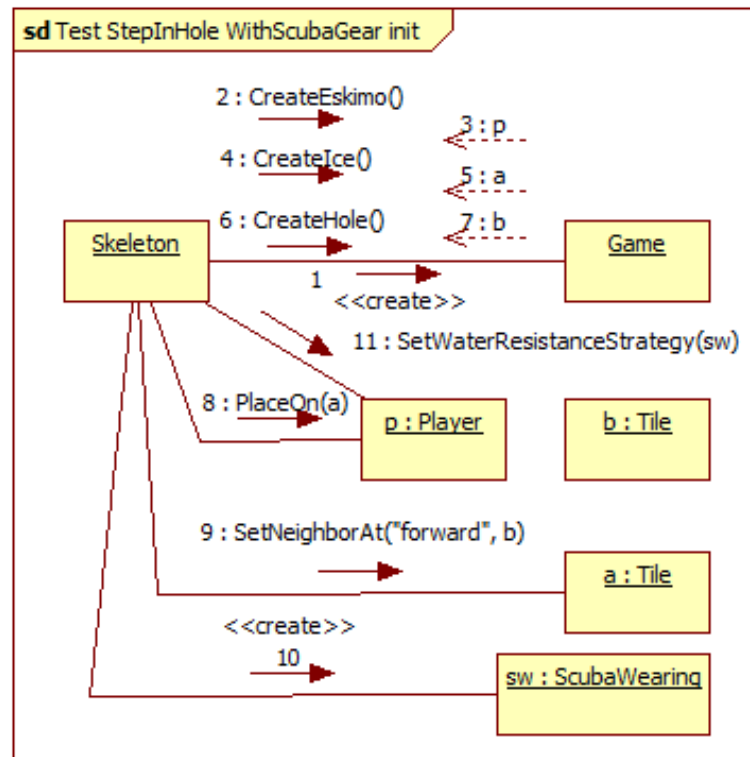 sd Test StepInHole WithScubaGear init
2 : CreateEskimo()
3 : p
4 : CreateIce()
5 : a
6 : CreateHole()
7 : b
Skeleton
Game
1
<<create>>
11 : SetWaterResistanceStrategy(sw)
8 : PlaceOn(a)
p : Player
b : Tile
9 : SetNeighborAt("forward", b)
a : Tile
<<create>>
10
sw : ScubaWearing